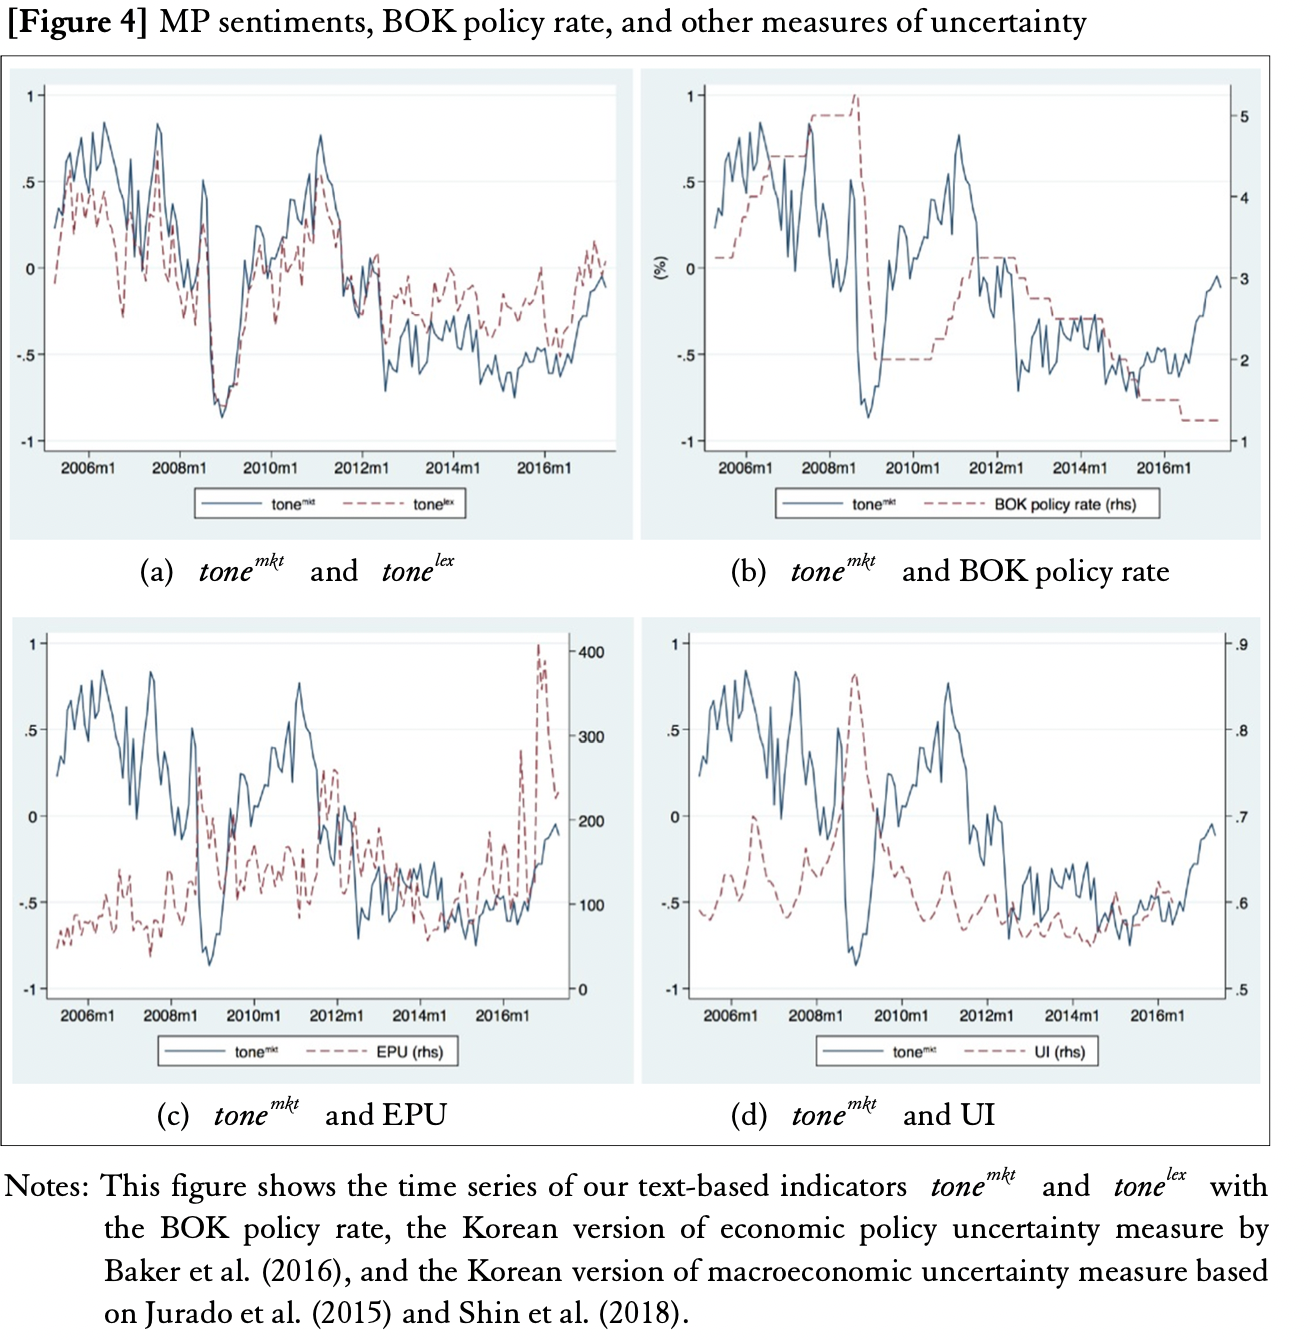 [Figure 4] MP sentiments, BOK policy rate, and other measures of uncertainty
1
.5
0
-.5
-1
2006m1 2008m1 2010m1 2012m1 2014m1 2016m1
tone^mkt tone^lex
(a) tone^mkt and tone^lex
1
.5
0
-.5
-1
(%)
5
4
3
2
1
2006m1 2008m1 2010m1 2012m1 2014m1 2016m1
tone^mkt BOK policy rate (rhs)
(b) tone^mkt and BOK policy rate
1
.5
0
-.5
-1
400
300
200
100
0
2006m1 2008m1 2010m1 2012m1 2014m1 2016m1
tone^mkt EPU (rhs)
(c) tone^mkt and EPU
1
.5
0
-.5
-1
.9
.8
.7
.6
.5
2006m1 2008m1 2010m1 2012m1 2014m1 2016m1
tone^mkt UI (rhs)
(d) tone^mkt and UI
Notes: This figure shows the time series of our text-based indicators tone^mkt and tone^lex with
the BOK policy rate, the Korean version of economic policy uncertainty measure by
Baker et al. (2016), and the Korean version of macroeconomic uncertainty measure based
on Jurado et al. (2015) and Shin et al. (2018).